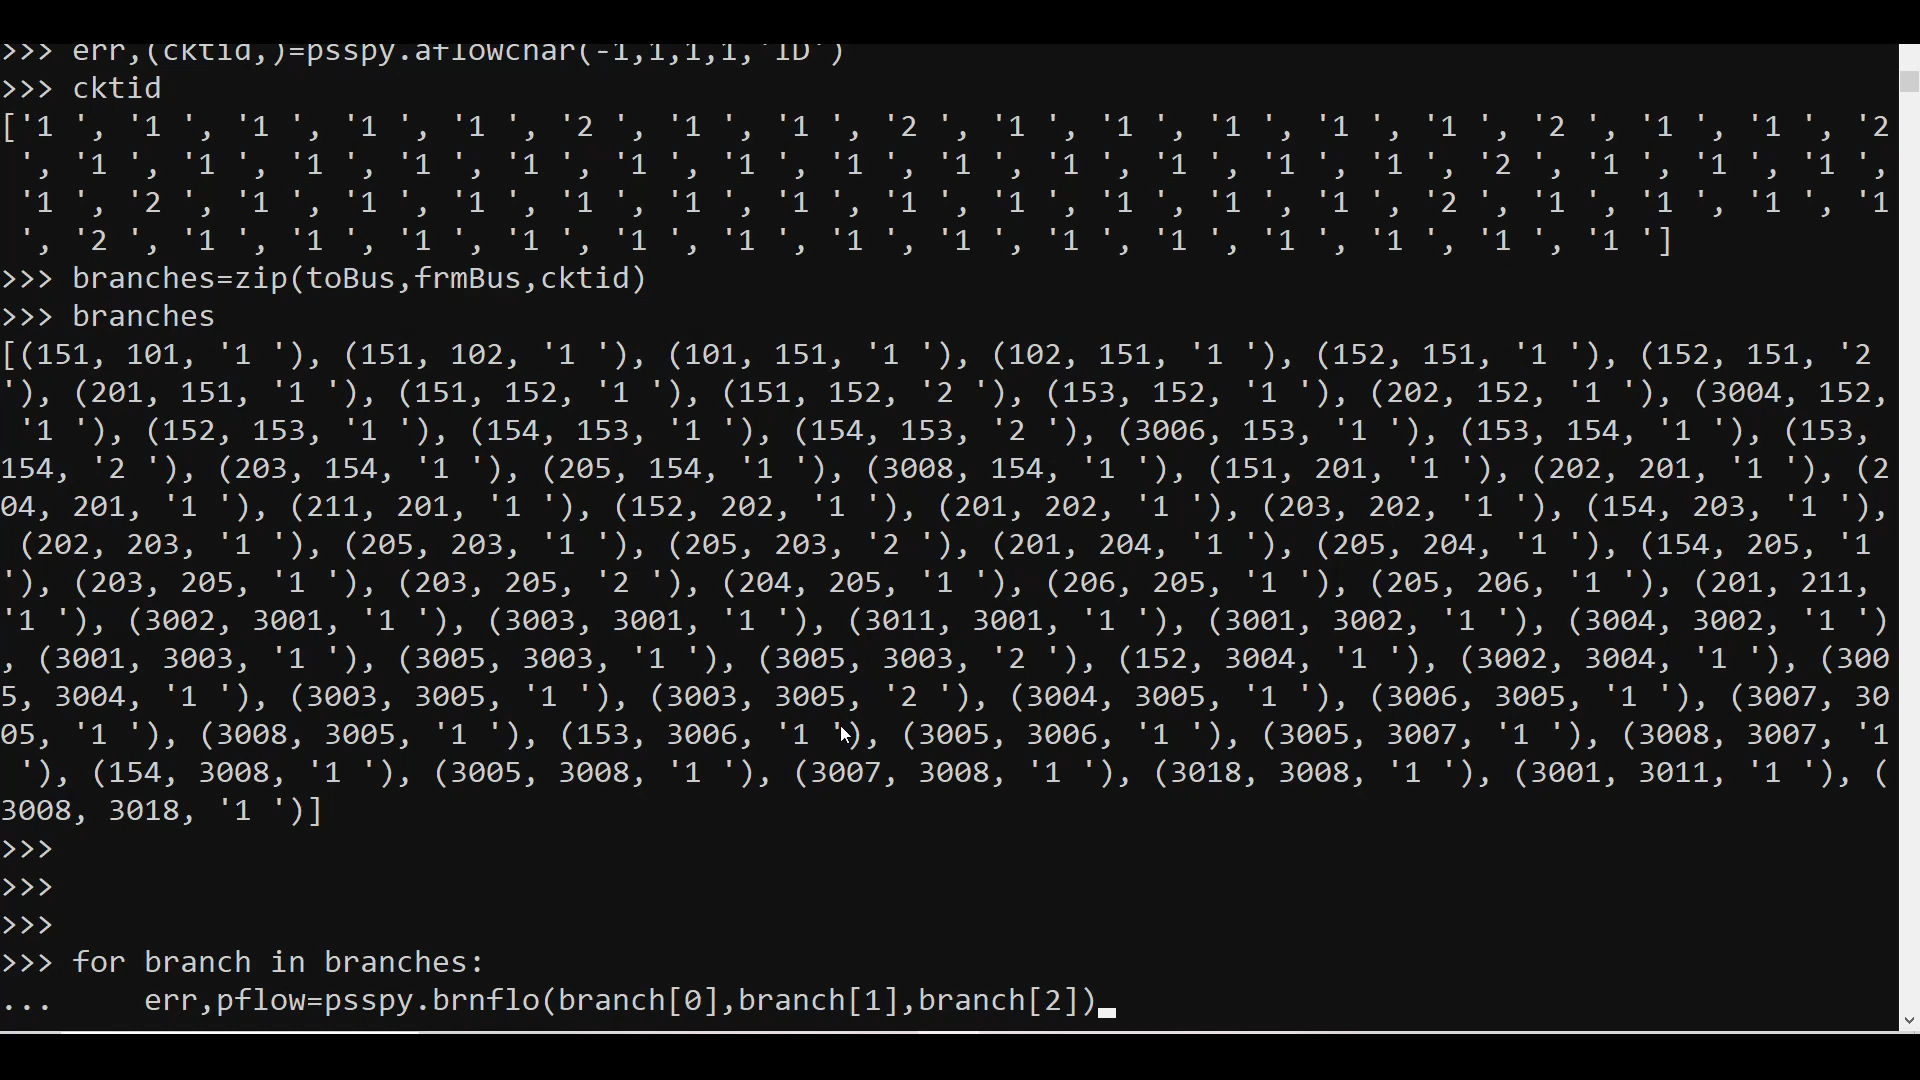 >>> err,(cktid,)=psspy.aflowchar(-1,1,1,1,'ID')
>>> cktid
['1 ', '1 ', '1 ', '1 ', '1 ', '2 ', '1 ', '1 ', '2 ', '1 ', '1 ', '1 ', '1 ', '1 ', '2 ', '1 ', '1 ', '2
 ', '1 ', '1 ', '1 ', '1 ', '1 ', '1 ', '1 ', '1 ', '1 ', '1 ', '1 ', '1 ', '1 ', '2 ', '1 ', '1 ', '1 ',
 '1 ', '2 ', '1 ', '1 ', '1 ', '1 ', '1 ', '1 ', '1 ', '1 ', '1 ', '1 ', '1 ', '2 ', '1 ', '1 ', '1 ', '1
 ', '2 ', '1 ', '1 ', '1 ', '1 ', '1 ', '1 ', '1 ', '1 ', '1 ', '1 ', '1 ', '1 ', '1 ', '1 ']
>>> branches=zip(toBus,frmBus,cktid)
>>> branches
[(151, 101, '1 '), (151, 102, '1 '), (101, 151, '1 '), (102, 151, '1 '), (152, 151, '1 '), (152, 151, '2
'), (201, 151, '1 '), (151, 152, '1 '), (151, 152, '2 '), (153, 152, '1 '), (202, 152, '1 '), (3004, 152,
 '1 '), (152, 153, '1 '), (154, 153, '1 '), (154, 153, '2 '), (3006, 153, '1 '), (153, 154, '1 '), (153,
154, '2 '), (203, 154, '1 '), (205, 154, '1 '), (3008, 154, '1 '), (151, 201, '1 '), (202, 201, '1 '), (2
04, 201, '1 '), (211, 201, '1 '), (152, 202, '1 '), (201, 202, '1 '), (203, 202, '1 '), (154, 203, '1 '),
 (202, 203, '1 '), (205, 203, '1 '), (205, 203, '2 '), (201, 204, '1 '), (205, 204, '1 '), (154, 205, '1
'), (203, 205, '1 '), (203, 205, '2 '), (204, 205, '1 '), (206, 205, '1 '), (205, 206, '1 '), (201, 211,
'1 '), (3002, 3001, '1 '), (3003, 3001, '1 '), (3011, 3001, '1 '), (3001, 3002, '1 '), (3004, 3002, '1 ')
, (3001, 3003, '1 '), (3005, 3003, '1 '), (3005, 3003, '2 '), (152, 3004, '1 '), (3002, 3004, '1 '), (300
5, 3004, '1 '), (3003, 3005, '1 '), (3003, 3005, '2 '), (3004, 3005, '1 '), (3006, 3005, '1 '), (3007, 30
05, '1 '), (3008, 3005, '1 '), (153, 3006, '1 '), (3005, 3006, '1 '), (3005, 3007, '1 '), (3008, 3007, '1
 '), (154, 3008, '1 '), (3005, 3008, '1 '), (3007, 3008, '1 '), (3018, 3008, '1 '), (3001, 3011, '1 '), (
3008, 3018, '1 ')]
>>>
>>>
>>>
>>> for branch in branches:
...     err,pflow=psspy.brnflo(branch[0],branch[1],branch[2])